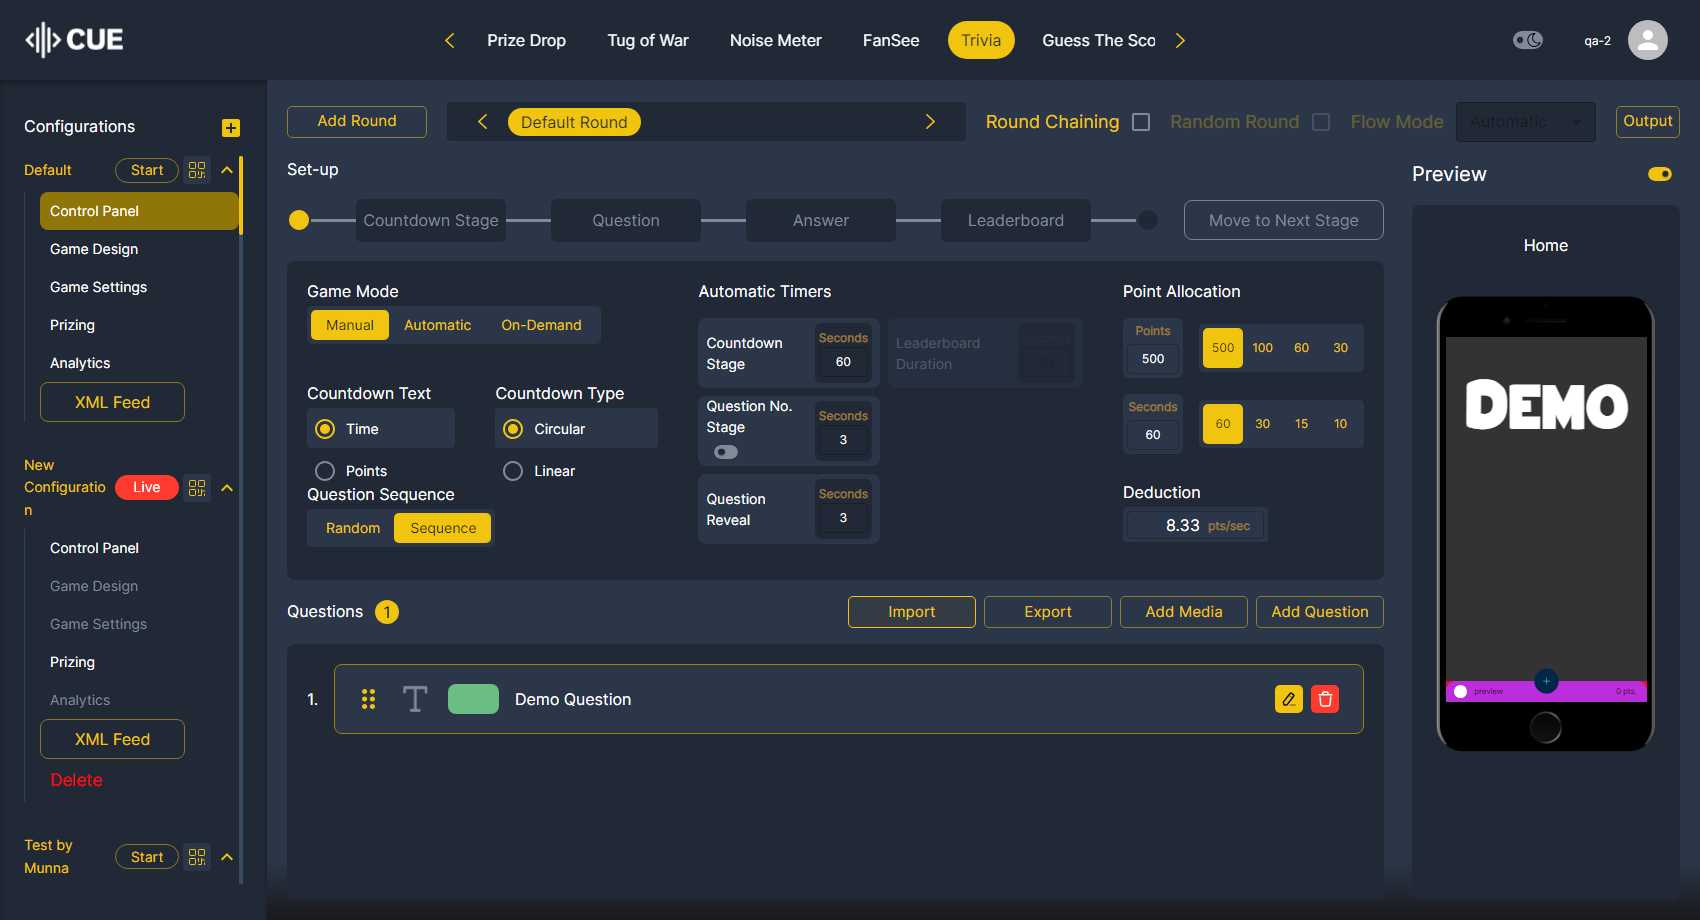 CUE
Prize Drop
Tug of War
Noise Meter
FanSee
Trivia
Guess The Sco
qa-2
Configurations
Default
Start
Control Panel
Game Design
Game Settings
Prizing
Analytics
XML Feed
New
Configuratio
n
Live
Control Panel
Game Design
Game Settings
Prizing
Analytics
XML Feed
Delete
Test by
Munna
Start
Add Round
Default Round
Round Chaining
Random Round
Flow Mode
Automatic
Output
Set-up
Countdown Stage
Question
Answer
Leaderboard
Move to Next Stage
Game Mode
Manual
Automatic
On-Demand
Countdown Text
Time
Points
Countdown Type
Circular
Linear
Question Sequence
Random
Sequence
Automatic Timers
Countdown
Stage
Seconds
60
Leaderboard
Duration
Seconds
10
Question No.
Stage
Seconds
3
Question
Reveal
Seconds
3
Point Allocation
Points
500
500
100
60
30
Seconds
60
60
30
15
10
Deduction
8.33 pts/sec
Questions 1
Import
Export
Add Media
Add Question
1.
T
Demo Question
Preview
Home
DEMO
preview
0 pts.